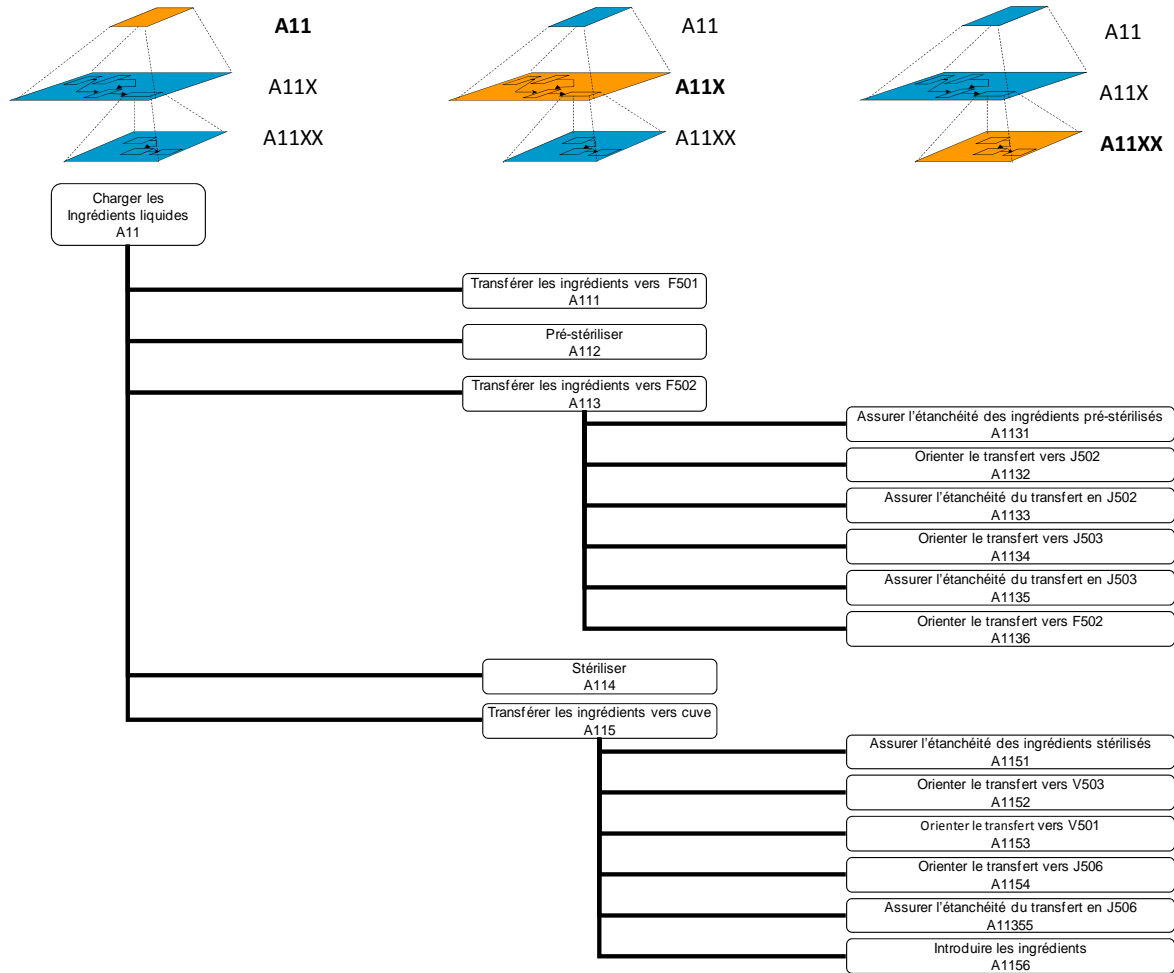 A11
A11X
A11XX
A11
A11X
A11XX
A11
A11X
A11XX
Charger les
Ingrédients liquides
A11
Transférer les ingrédients vers F501
A111
Pré-stériliser
A112
Transférer les ingrédients vers F502
A113
Assurer l'étanchéité des ingrédients pré-stérilisés
A1131
Orienter le transfert vers J502
A1132
Assurer l'étanchéité du transfert en J502
A1133
Orienter le transfert vers J503
A1134
Assurer l'étanchéité du transfert en J503
A1135
Orienter le transfert vers F502
A1136
Stériliser
A114
Transférer les ingrédients vers cuve
A115
Assurer l'étanchéité des ingrédients stérilisés
A1151
Orienter le transfert vers V503
A1152
Orienter le transfert vers V501
A1153
Orienter le transfert vers J506
A1154
Assurer l'étanchéité du transfert en J506
A11355
Introduire les ingrédients
A1156